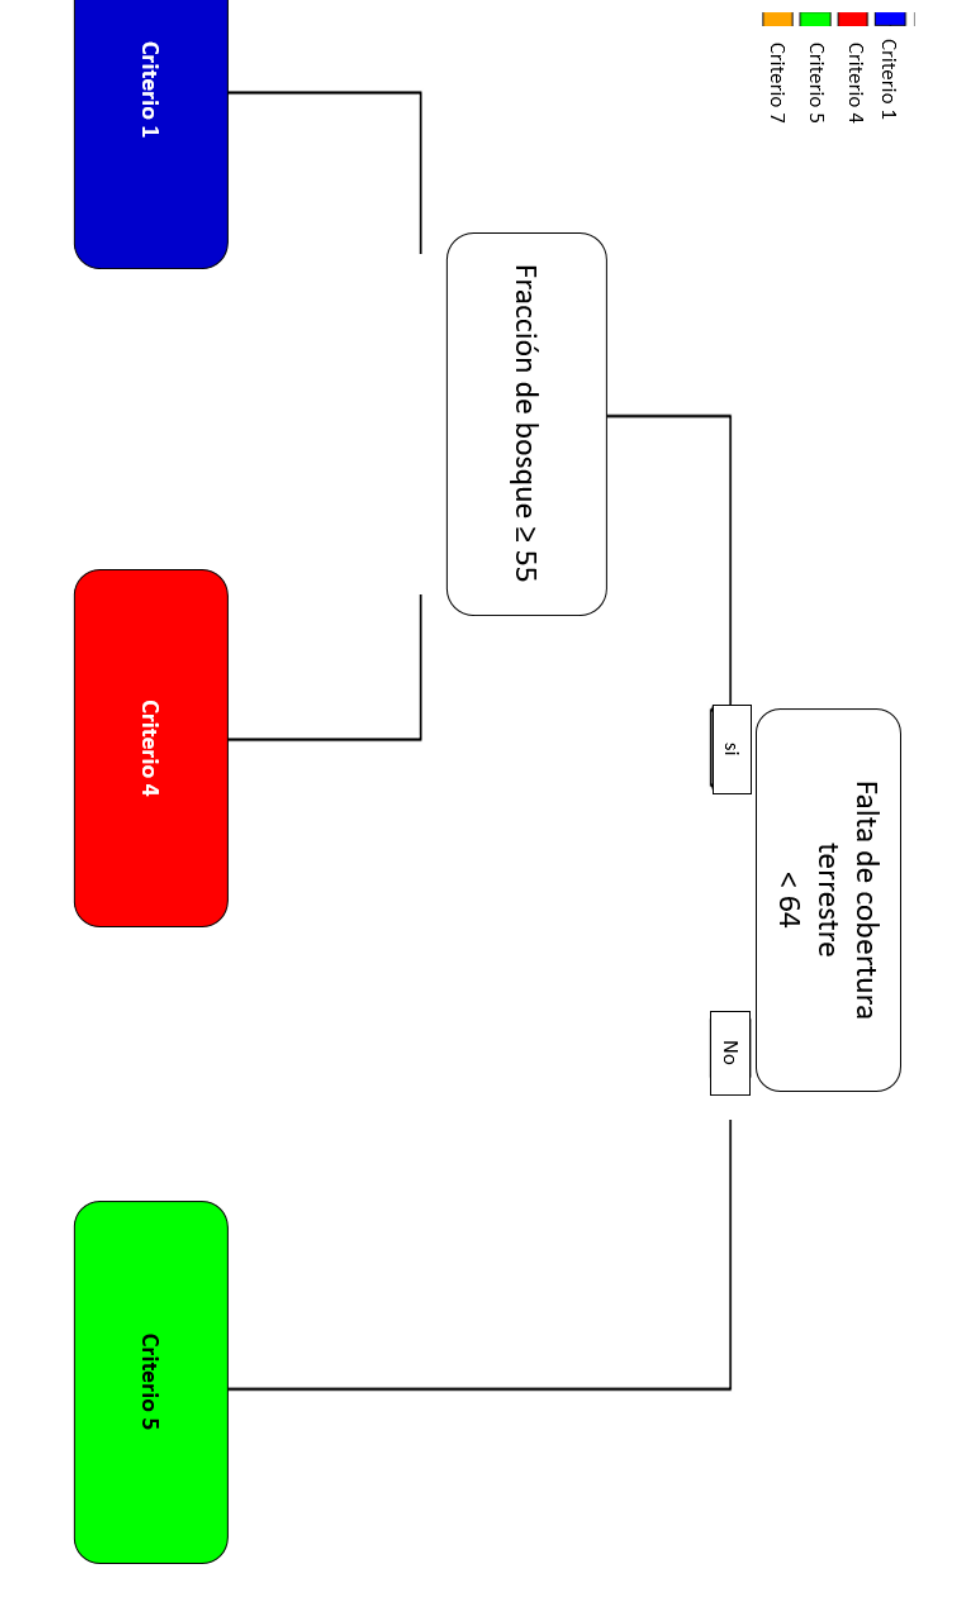 Criterio 1
Criterio 4
Criterio 5
Criterio 7
Falta de cobertura
terrestre
< 64
si
No
Fracción de bosque ≥ 55
Criterio 1
Criterio 4
Criterio 5